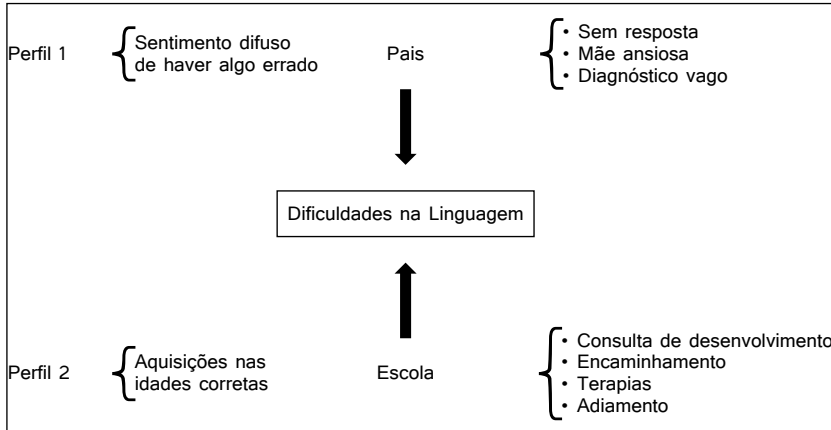 Perfil 1
Sentimento difuso
de haver algo errado
Pais
• Sem resposta
• Mãe ansiosa
• Diagnóstico vago
Dificuldades na Linguagem
Perfil 2
Aquisições nas
idades corretas
Escola
• Consulta de desenvolvimento
• Encaminhamento
• Terapias
• Adiamento